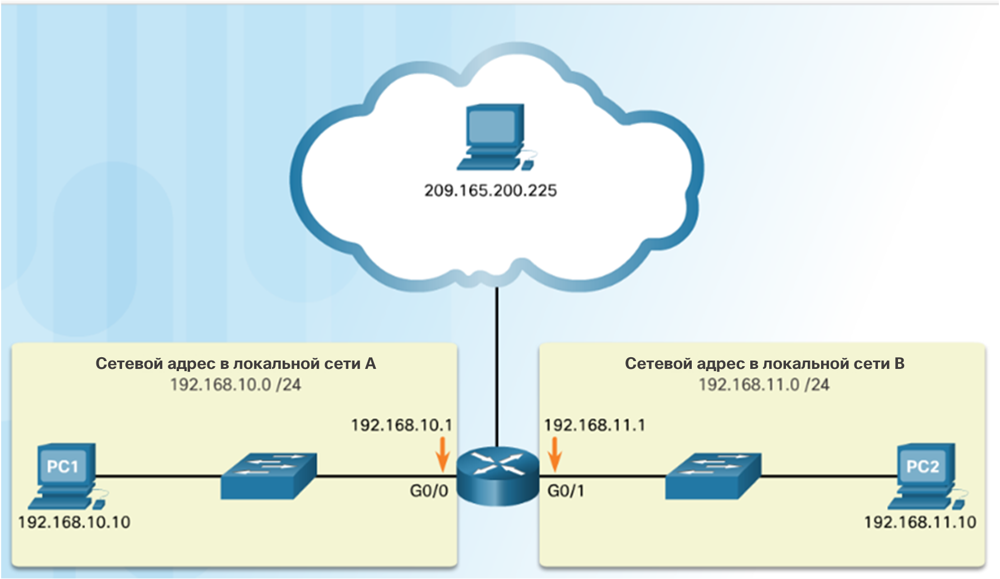 209.165.200.225
Сетевой адрес в локальной сети A
192.168.10.0 /24
192.168.10.1
PC1
G0/0
192.168.10.10
Сетевой адрес в локальной сети B
192.168.11.0 /24
192.168.11.1
PC2
G0/1
192.168.11.10